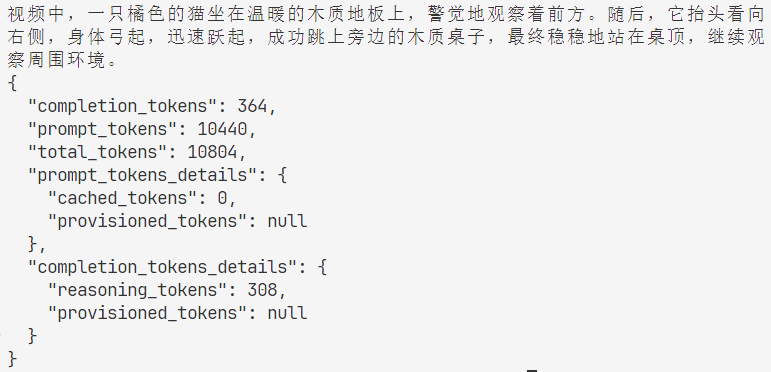 视频中，一只橘色的猫坐在温暖的木质地板上，警觉地观察着前方。随后，它抬头看向
右侧，身体弓起，迅速跃起，成功跳上旁边的木质桌子，最终稳稳地站在桌顶，继续观
察周围环境。
{
  "completion_tokens": 364,
  "prompt_tokens": 10440,
  "total_tokens": 10804,
  "prompt_tokens_details": {
    "cached_tokens": 0,
    "provisioned_tokens": null
  },
  "completion_tokens_details": {
    "reasoning_tokens": 308,
    "provisioned_tokens": null
  }
}